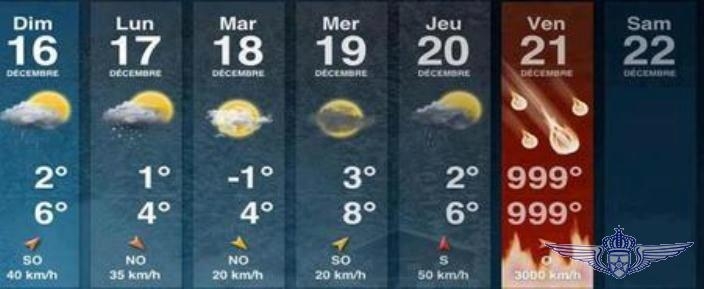 Dim
16
DÉCEMBRE
2°
6°
SO
40 km/h
Lun
17
DÉCEMBRE
1°
4°
NO
35 km/h
Mar
18
DÉCEMBRE
-1°
4°
NO
20 km/h
Mer
19
DÉCEMBRE
3°
8°
SO
20 km/h
Jeu
20
DÉCEMBRE
2°
6°
S
50 km/h
Ven
21
DÉCEMBRE
999°
999°
O
3000 km/h
Sam
22
DÉCEMBRE